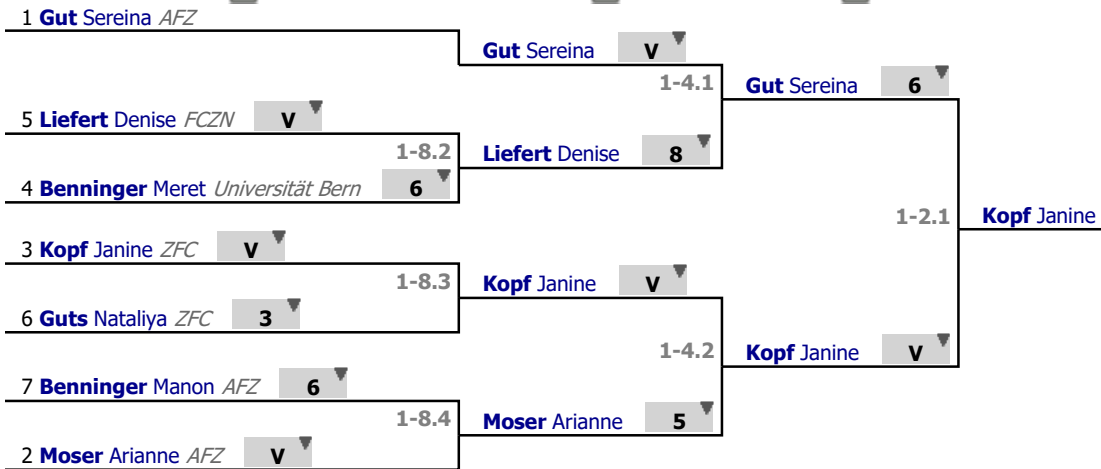 1 Gut Sereina AFZ
Gut Sereina V
1-4.1
Gut Sereina 6
5 Liefert Denise FCZN V
1-8.2
Liefert Denise 8
4 Benninger Meret Universität Bern 6
1-2.1
Kopf Janine
3 Kopf Janine ZFC V
1-8.3
Kopf Janine V
6 Guts Nataliya ZFC 3
1-4.2
Kopf Janine V
7 Benninger Manon AFZ 6
1-8.4
Moser Arianne 5
2 Moser Arianne AFZ V